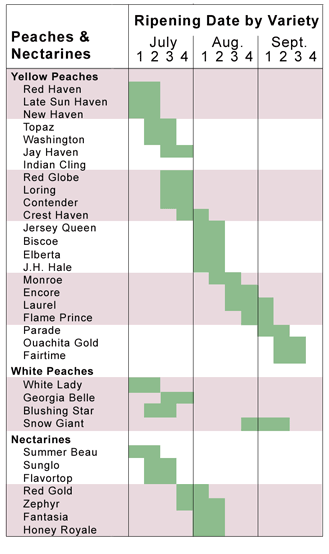 Peaches & Nectarines
Ripening Date by Variety
July Aug. Sept.
1 2 3 4 1 2 3 4 1 2 3 4
Yellow Peaches
Red Haven
Late Sun Haven
New Haven
Topaz
Washington
Jay Haven
Indian Cling
Red Globe
Loring
Contender
Crest Haven
Jersey Queen
Biscoe
Elberta
J.H. Hale
Monroe
Encore
Laurel
Flame Prince
Parade
Ouachita Gold
Fairtime
White Peaches
White Lady
Georgia Belle
Blushing Star
Snow Giant
Nectarines
Summer Beau
Sunglo
Flavortop
Red Gold
Zephyr
Fantasia
Honey Royale